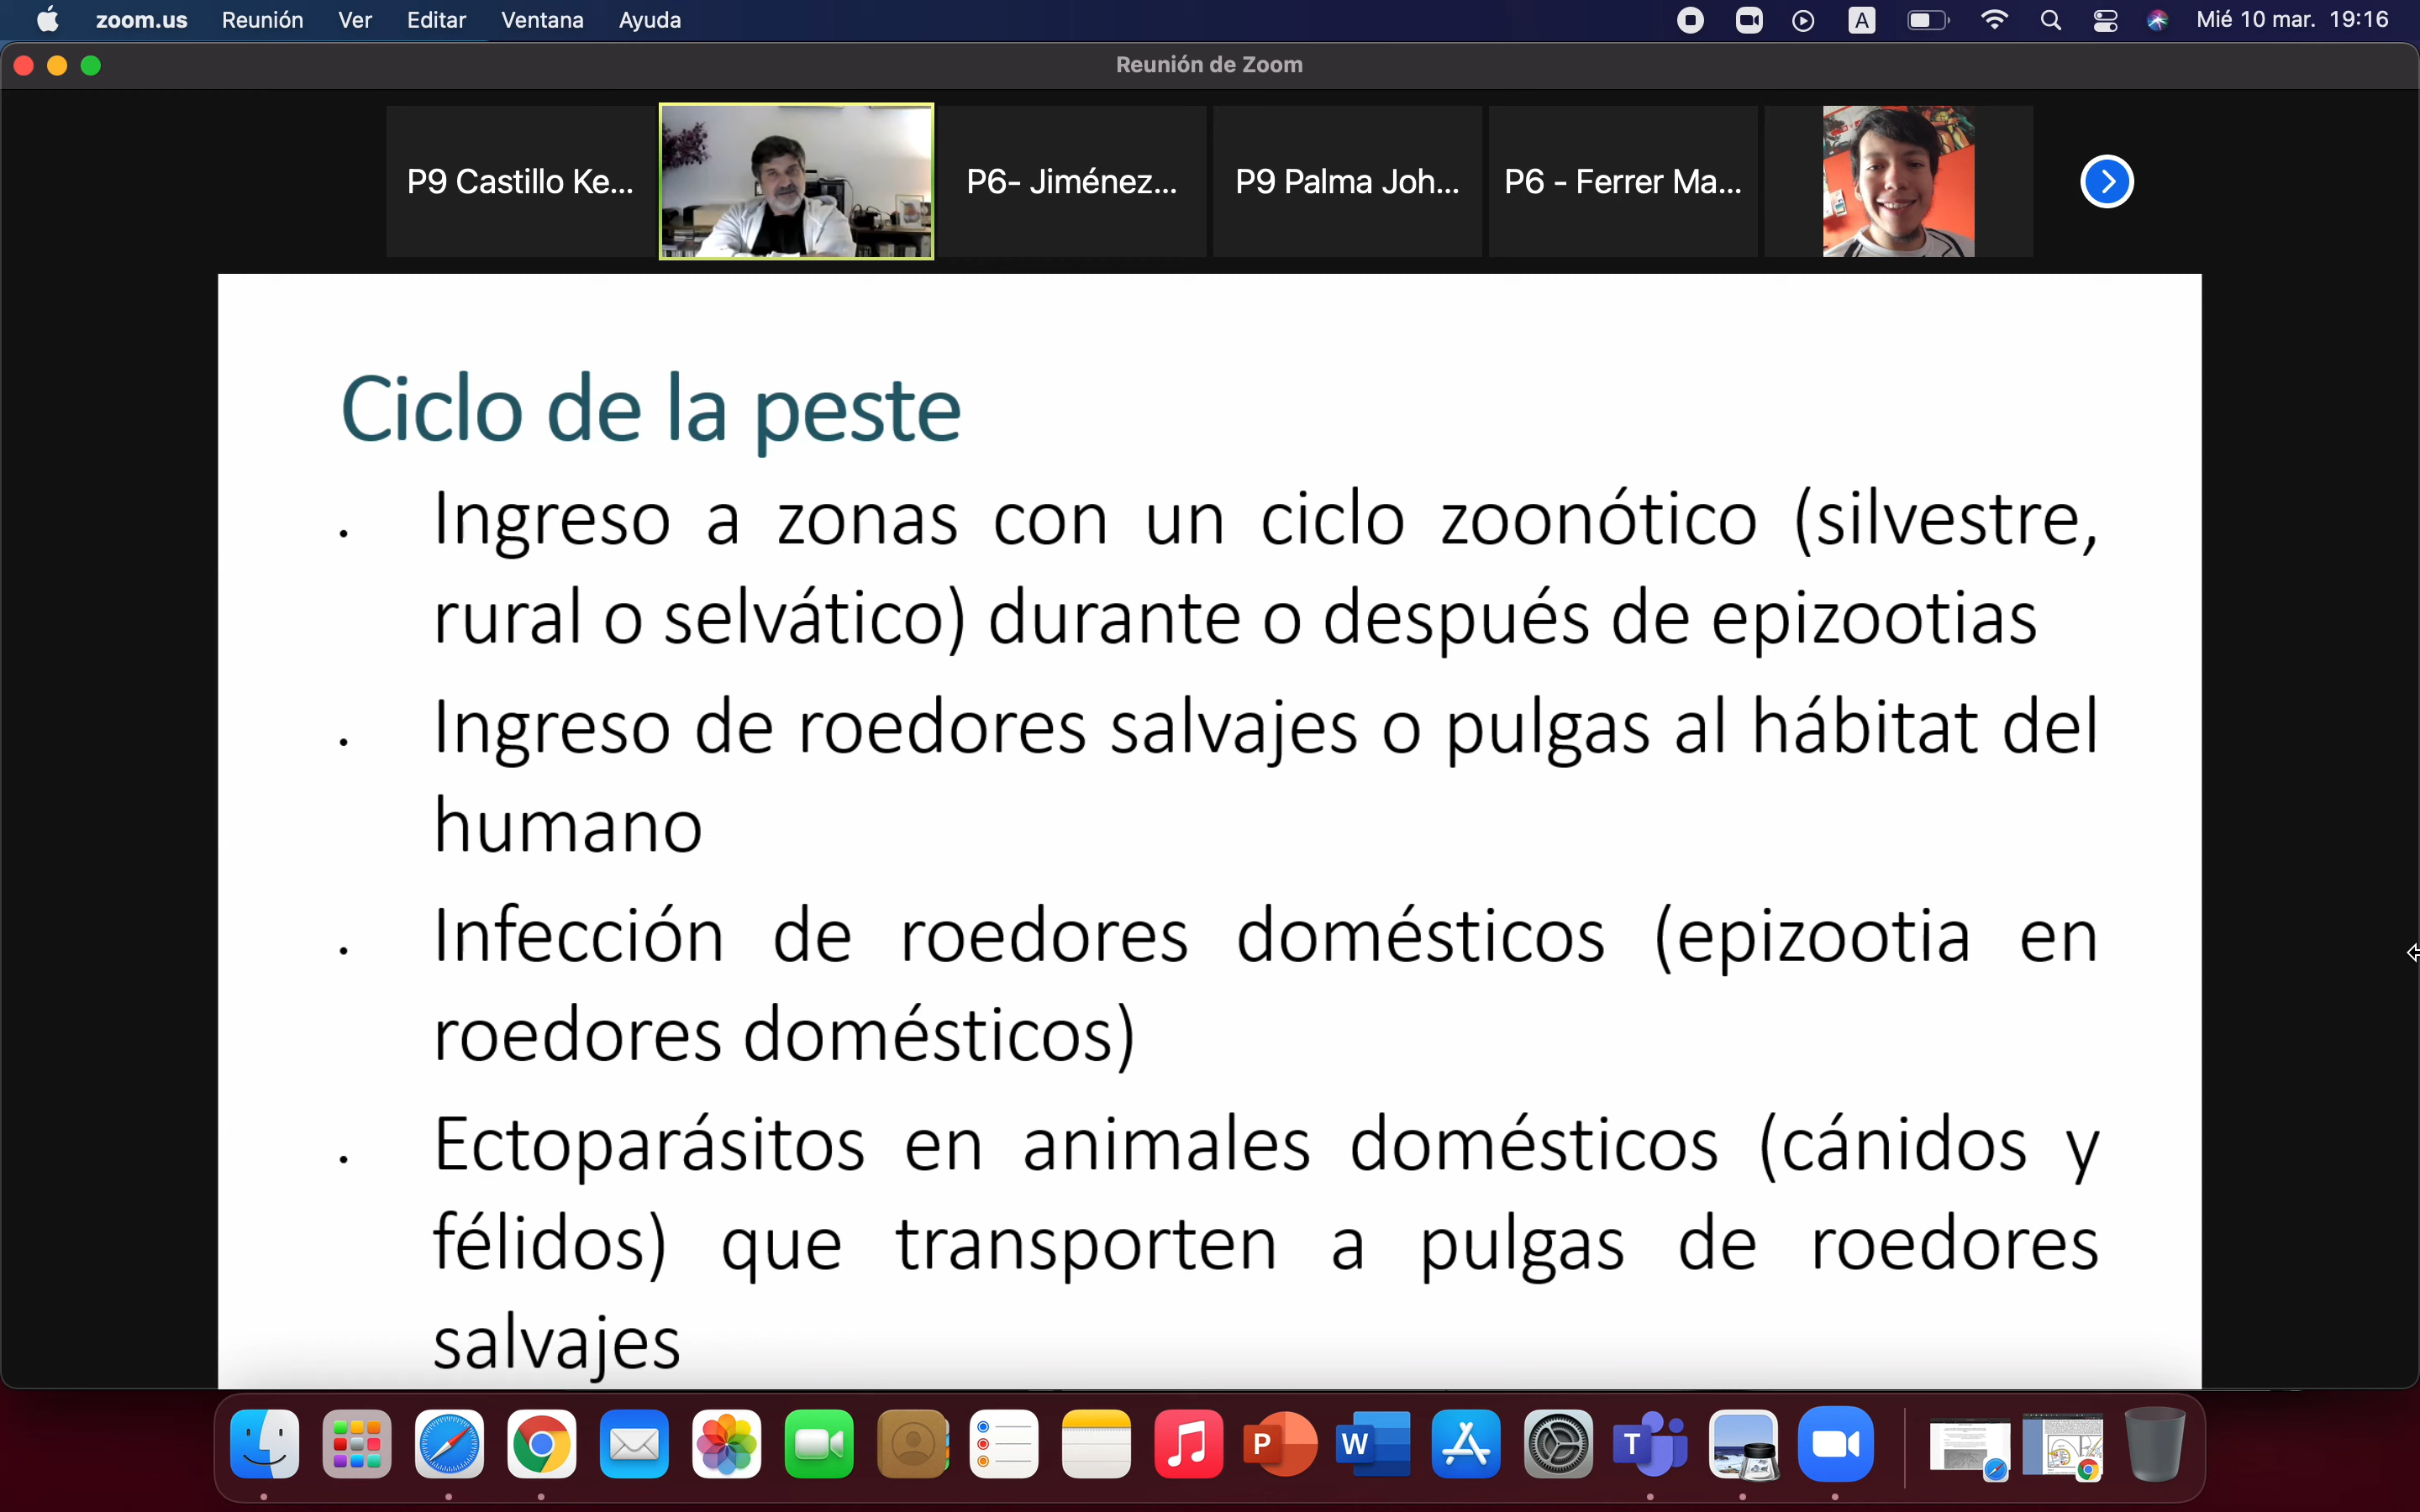 zoom.us Reunión Ver Editar Ventana Ayuda A Mié 10 mar. 19:16
Reunión de Zoom
P9 Castillo Ke... P6- Jiménez... P9 Palma Joh... P6 - Ferrer Ma...
Ciclo de la peste
. Ingreso a zonas con un ciclo zoonótico (silvestre,
rural o selvático) durante o después de epizootias
. Ingreso de roedores salvajes o pulgas al hábitat del
humano
. Infección de roedores domésticos (epizootia en
roedores domésticos)
. Ectoparásitos en animales domésticos (cánidos y
félidos) que transporten a pulgas de roedores
salvajes
P W T